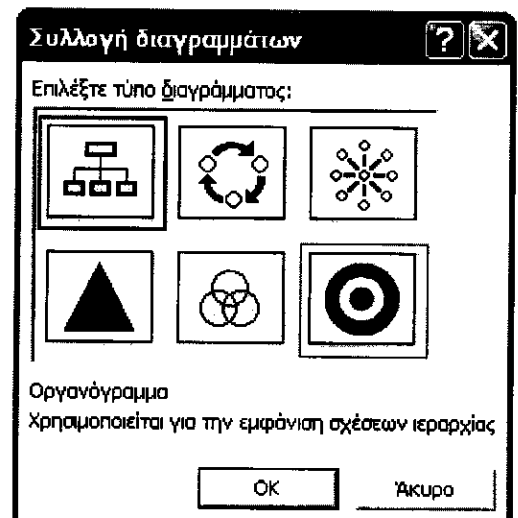 Συλλογή διαγραμμάτων
Επιλέξτε τύπο διαγράμματος:
Οργανόγραμμα
Χρησιμοποιείται για την εμφάνιση σχέσεων ιεραρχίας
OK
Άκυρο